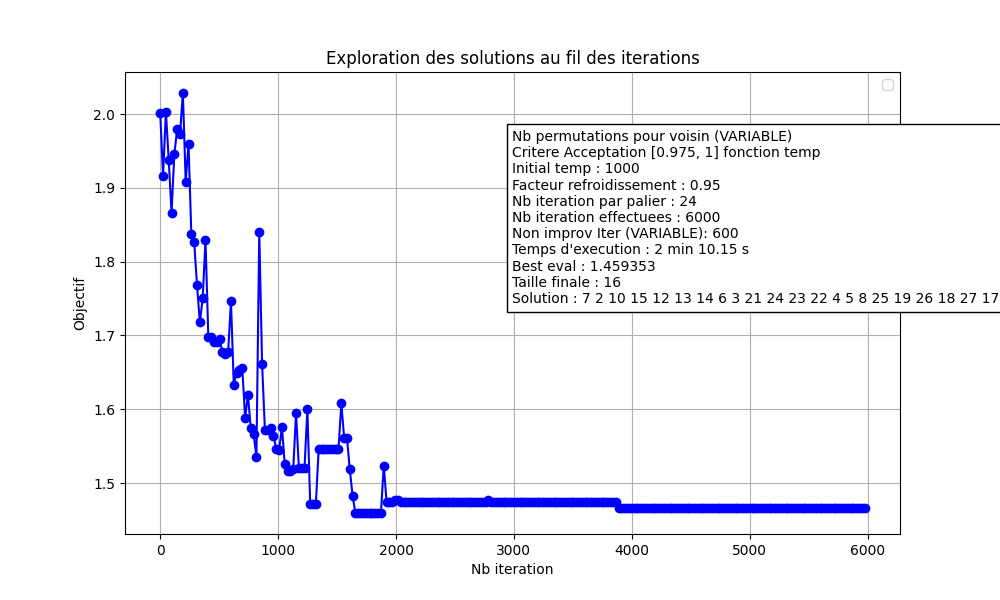 Exploration des solutions au fil des iterations
Objectif
2.0
1.9
1.8
1.7
1.6
1.5
Nb permutations pour voisin (VARIABLE)
Critere Acceptation [0.975, 1] fonction temp
Initial temp : 1000
Facteur refroidissement : 0.95
Nb iteration par palier : 24
Nb iteration effectuees : 6000
Non improv Iter (VARIABLE): 600
Temps d'execution : 2 min 10.15 s
Best eval : 1.459353
Taille finale : 16
Solution : 7 2 10 15 12 13 14 6 3 21 24 23 22 4 5 8 25 19 26 18 27 17
0 1000 2000 3000 4000 5000 6000
Nb iteration